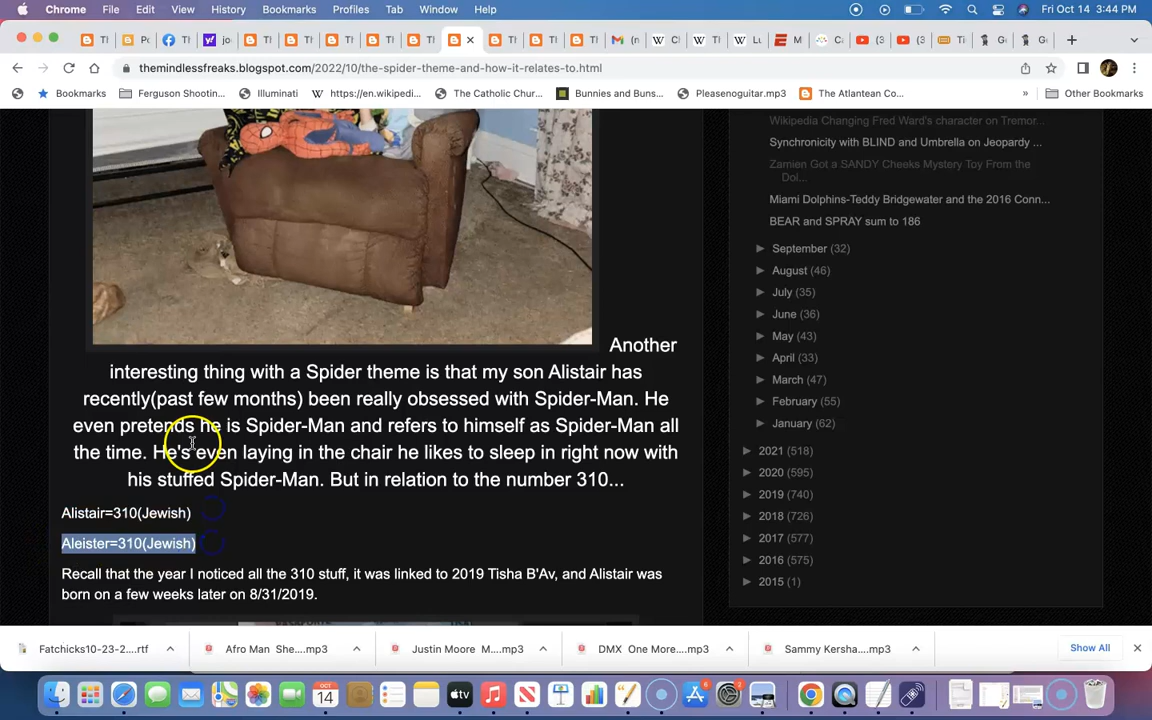 Chrome File Edit View History Bookmarks Profiles Tab Window Help Fri Oct 14 3:44 PM
themindlessfreaks.blogspot.com/2022/10/the-spider-theme-and-how-it-relates-to.html
Bookmarks Ferguson Shootin... Illuminati https://en.wikipedi... The Catholic Chur... Bunnies and Buns... Pleasenoguitar.mp3 The Atlantean Co... » Other Bookmarks
Wikipedia Changing Fred Ward's character on Tremor...
Synchronicity with BLIND and Umbrella on Jeopardy ...
Zamien Got a SANDY Cheeks Mystery Toy From the
Dol...
Miami Dolphins-Teddy Bridgewater and the 2016 Conn...
BEAR and SPRAY sum to 186
► September (32)
► August (46)
► July (35)
► June (36)
► May (43)
► April (33)
► March (47)
► February (55)
► January (62)
► 2021 (518)
► 2020 (595)
► 2019 (740)
► 2018 (726)
► 2017 (577)
► 2016 (575)
► 2015 (1)
Another
interesting thing with a Spider theme is that my son Alistair has
recently(past few months) been really obsessed with Spider-Man. He
even pretends he is Spider-Man and refers to himself as Spider-Man all
the time. He's even laying in the chair he likes to sleep in right now with
his stuffed Spider-Man. But in relation to the number 310...
Alistair=310(Jewish)
Aleister=310(Jewish)
Recall that the year I noticed all the 310 stuff, it was linked to 2019 Tisha B'Av, and Alistair was
born on a few weeks later on 8/31/2019.
Fatchicks10-23-2....rtf Afro Man She....mp3 Justin Moore M....mp3 DMX One More....mp3 Sammy Kersha....mp3 Show All
OCT
14